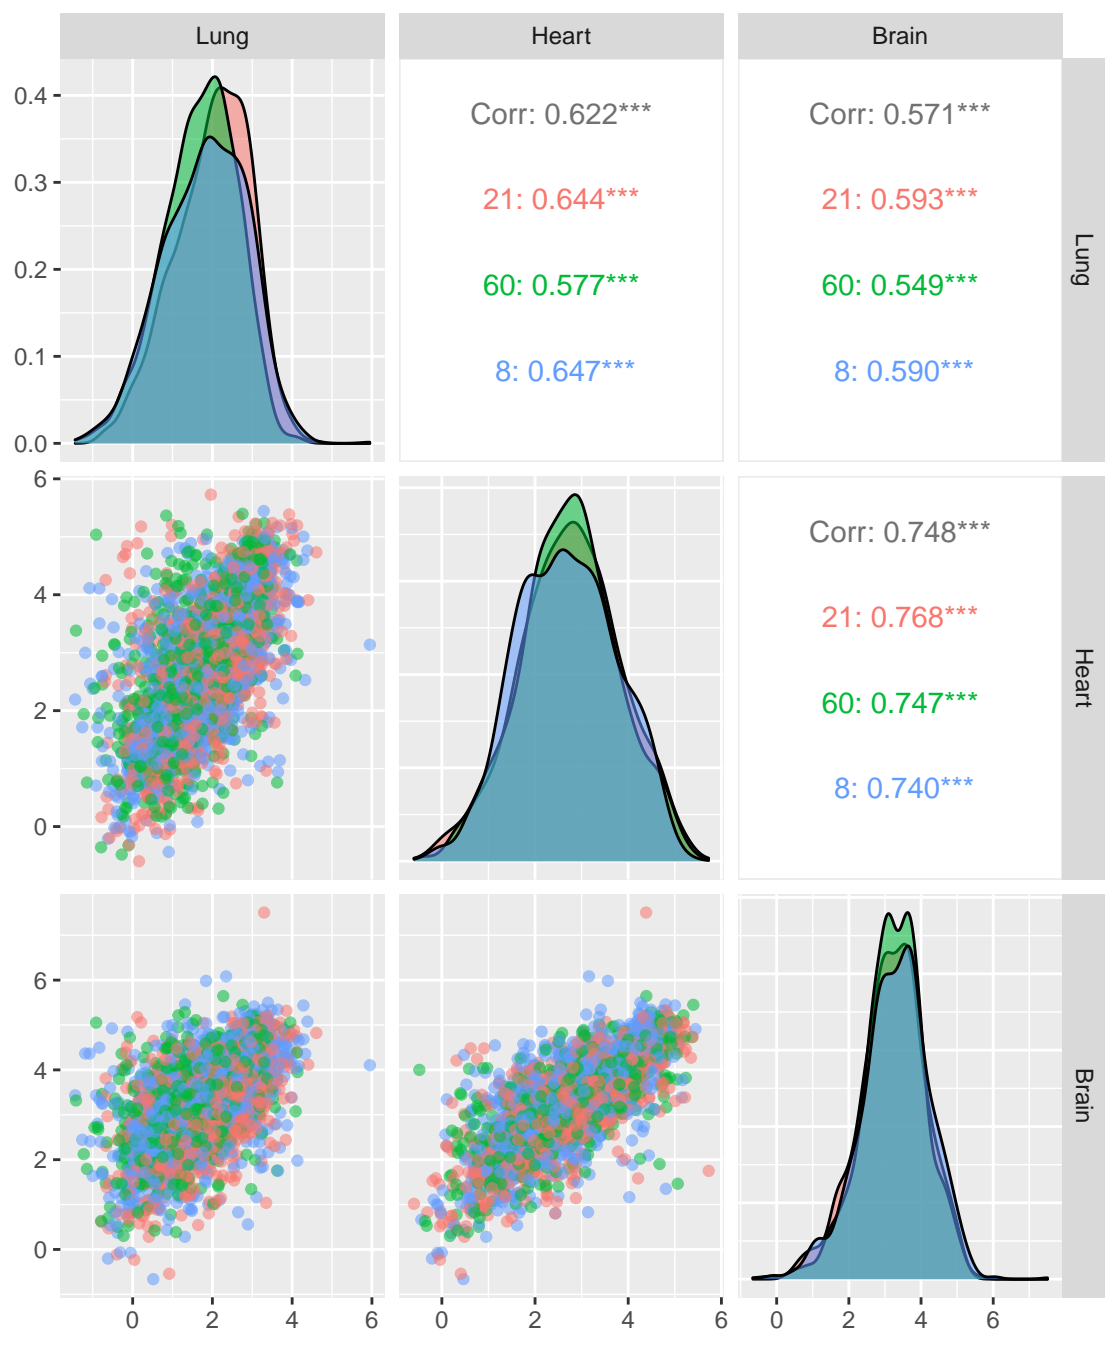 Lung Heart Brain
0.4
0.3
0.2
0.1
0.0
Corr: 0.622***
21: 0.644***
60: 0.577***
8: 0.647***
Corr: 0.571***
21: 0.593***
60: 0.549***
8: 0.590***
Lung
6
4
2
0
Corr: 0.748***
21: 0.768***
60: 0.747***
8: 0.740***
Heart
6
4
2
0
Brain
0 2 4 6 0 2 4 6 0 2 4 6